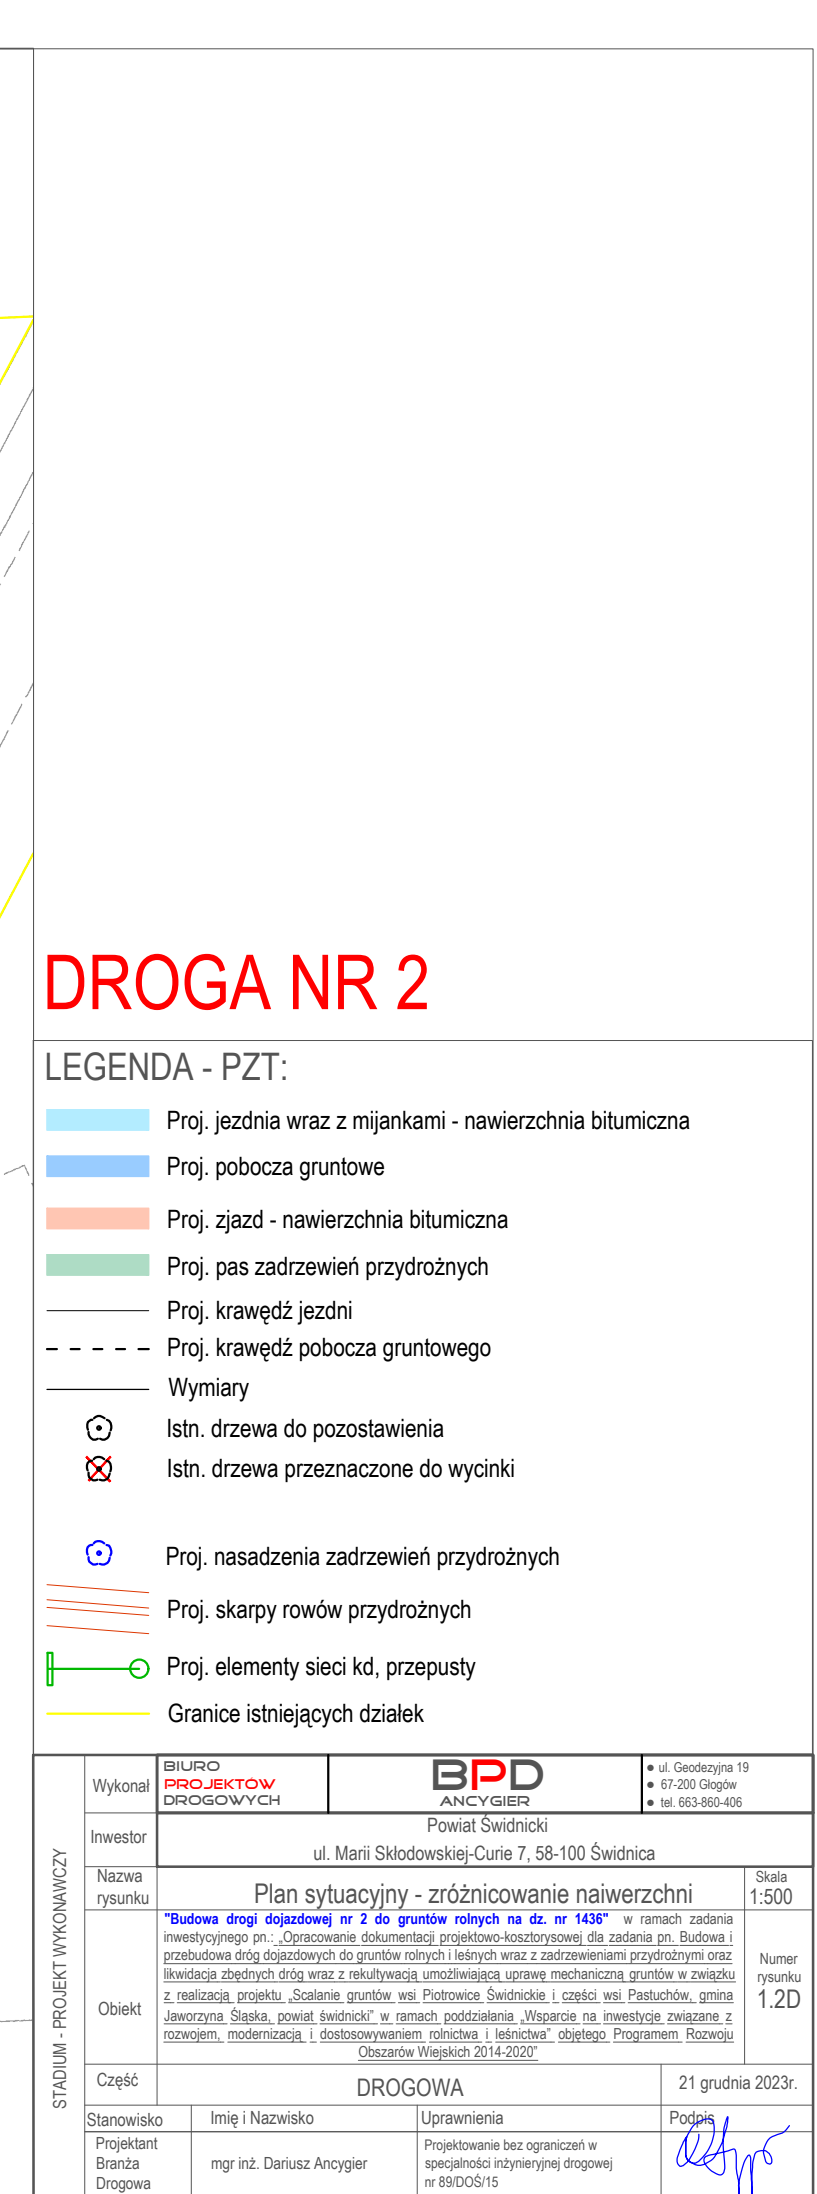 DROGA NR 2
LEGENDA - PZT:
Proj. jezdnia wraz z mijankami - nawierzchnia bitumiczna
Proj. pobocza gruntowe
Proj. zjazd - nawierzchnia bitumiczna
Proj. pas zadrzewień przydrożnych
Proj. krawędź jezdni
Proj. krawędź pobocza gruntowego
Wymiary
Istn. drzewa do pozostawienia
Istn. drzewa przeznaczone do wycinki
Proj. nasadzenia zadrzewień przydrożnych
Proj. skarpy rowów przydrożnych
Proj. elementy sieci kd, przepusty
Granice istniejących działek
STADIUM - PROJEKT WYKONAWCZY
Wykonał
BIURO
PROJEKTÓW
DROGOWYCH
BPD
ANCYGIER
● ul. Geodezyjna 19
● 67-200 Głogów
● tel. 663-860-406
Inwestor
Powiat Świdnicki
ul. Marii Skłodowskiej-Curie 7, 58-100 Świdnica
Nazwa
rysunku
Plan sytuacyjny - zróżnicowanie naiwerzchni
Skala
1:500
Obiekt
"Budowa drogi dojazdowej nr 2 do gruntów rolnych na dz. nr 1436" w ramach zadania
inwestycyjnego pn.: „Opracowanie dokumentacji projektowo-kosztorysowej dla zadania pn. Budowa i
przebudowa dróg dojazdowych do gruntów rolnych i leśnych wraz z zadrzewieniami przydrożnymi oraz
likwidacja zbędnych dróg wraz z rekultywacją umożliwiającą uprawę mechaniczną gruntów w związku
z realizacją projektu „Scalanie gruntów wsi Piotrowice Świdnickie i części wsi Pastuchów, gmina
Jaworzyna Śląska, powiat świdnicki” w ramach poddziałania „Wsparcie na inwestycje związane z
rozwojem, modernizacją i dostosowywaniem rolnictwa i leśnictwa” objętego Programem Rozwoju
Obszarów Wiejskich 2014-2020”
Numer
rysunku
1.2D
Część
DROGOWA
21 grudnia 2023r.
Stanowisko
Imię i Nazwisko
Uprawnienia
Podpis
Projektant
Branża
Drogowa
mgr inż. Dariusz Ancygier
Projektowanie bez ograniczeń w
specjalności inżynieryjnej drogowej
nr 89/DOŚ/15